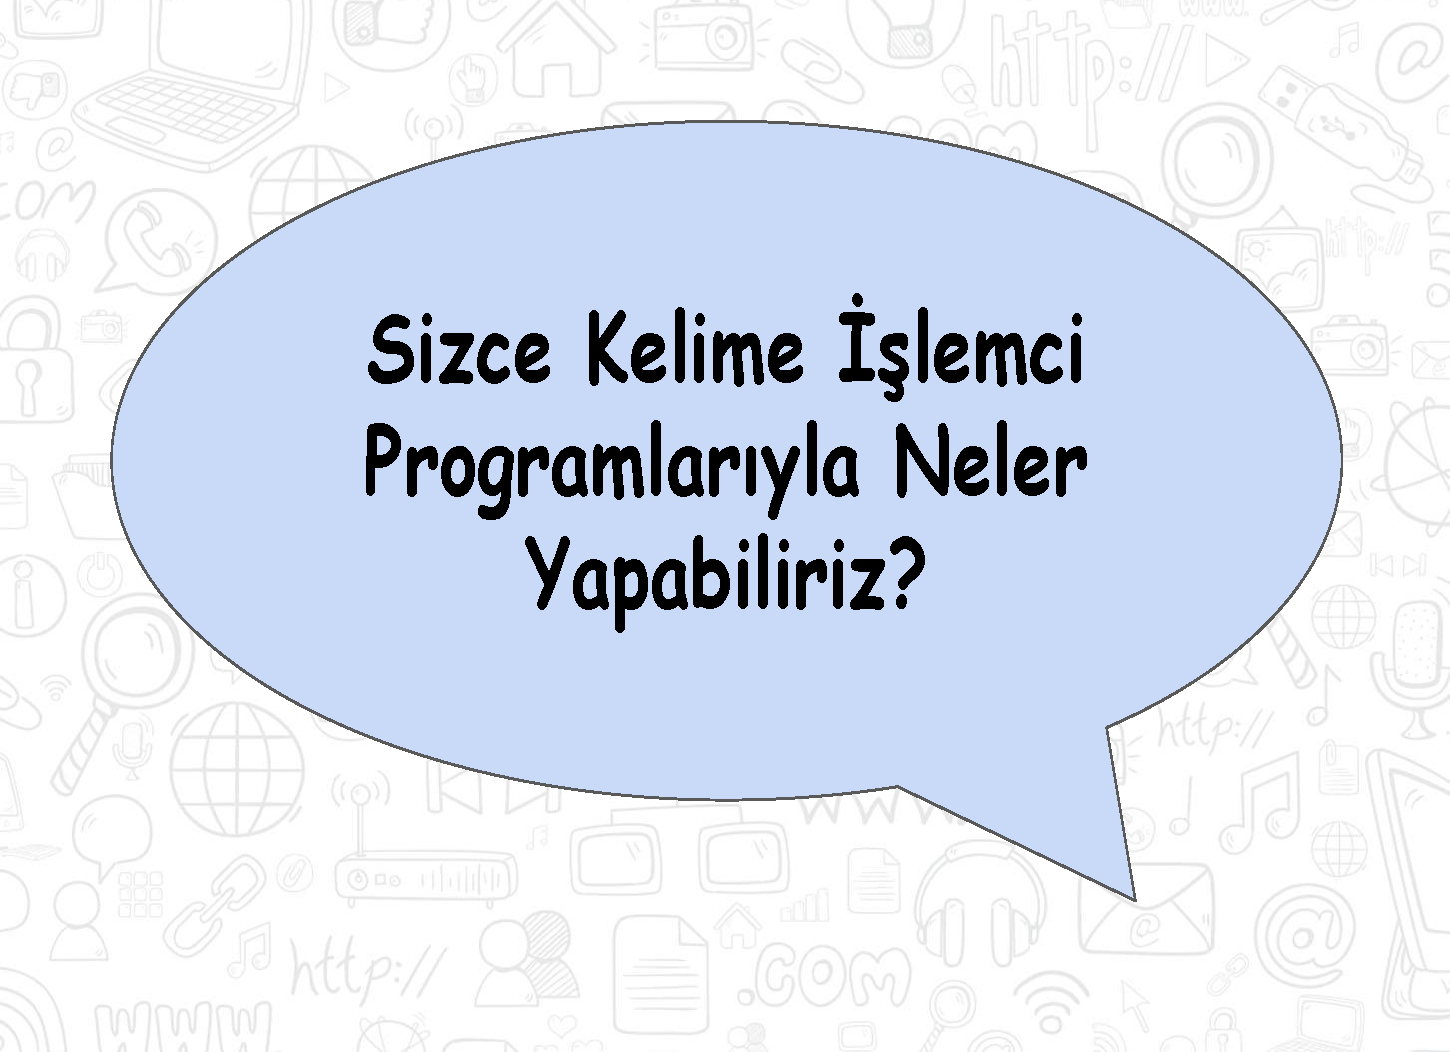 Sizce Kelime İşlemci
Programlarıyla Neler
Yapabiliriz?